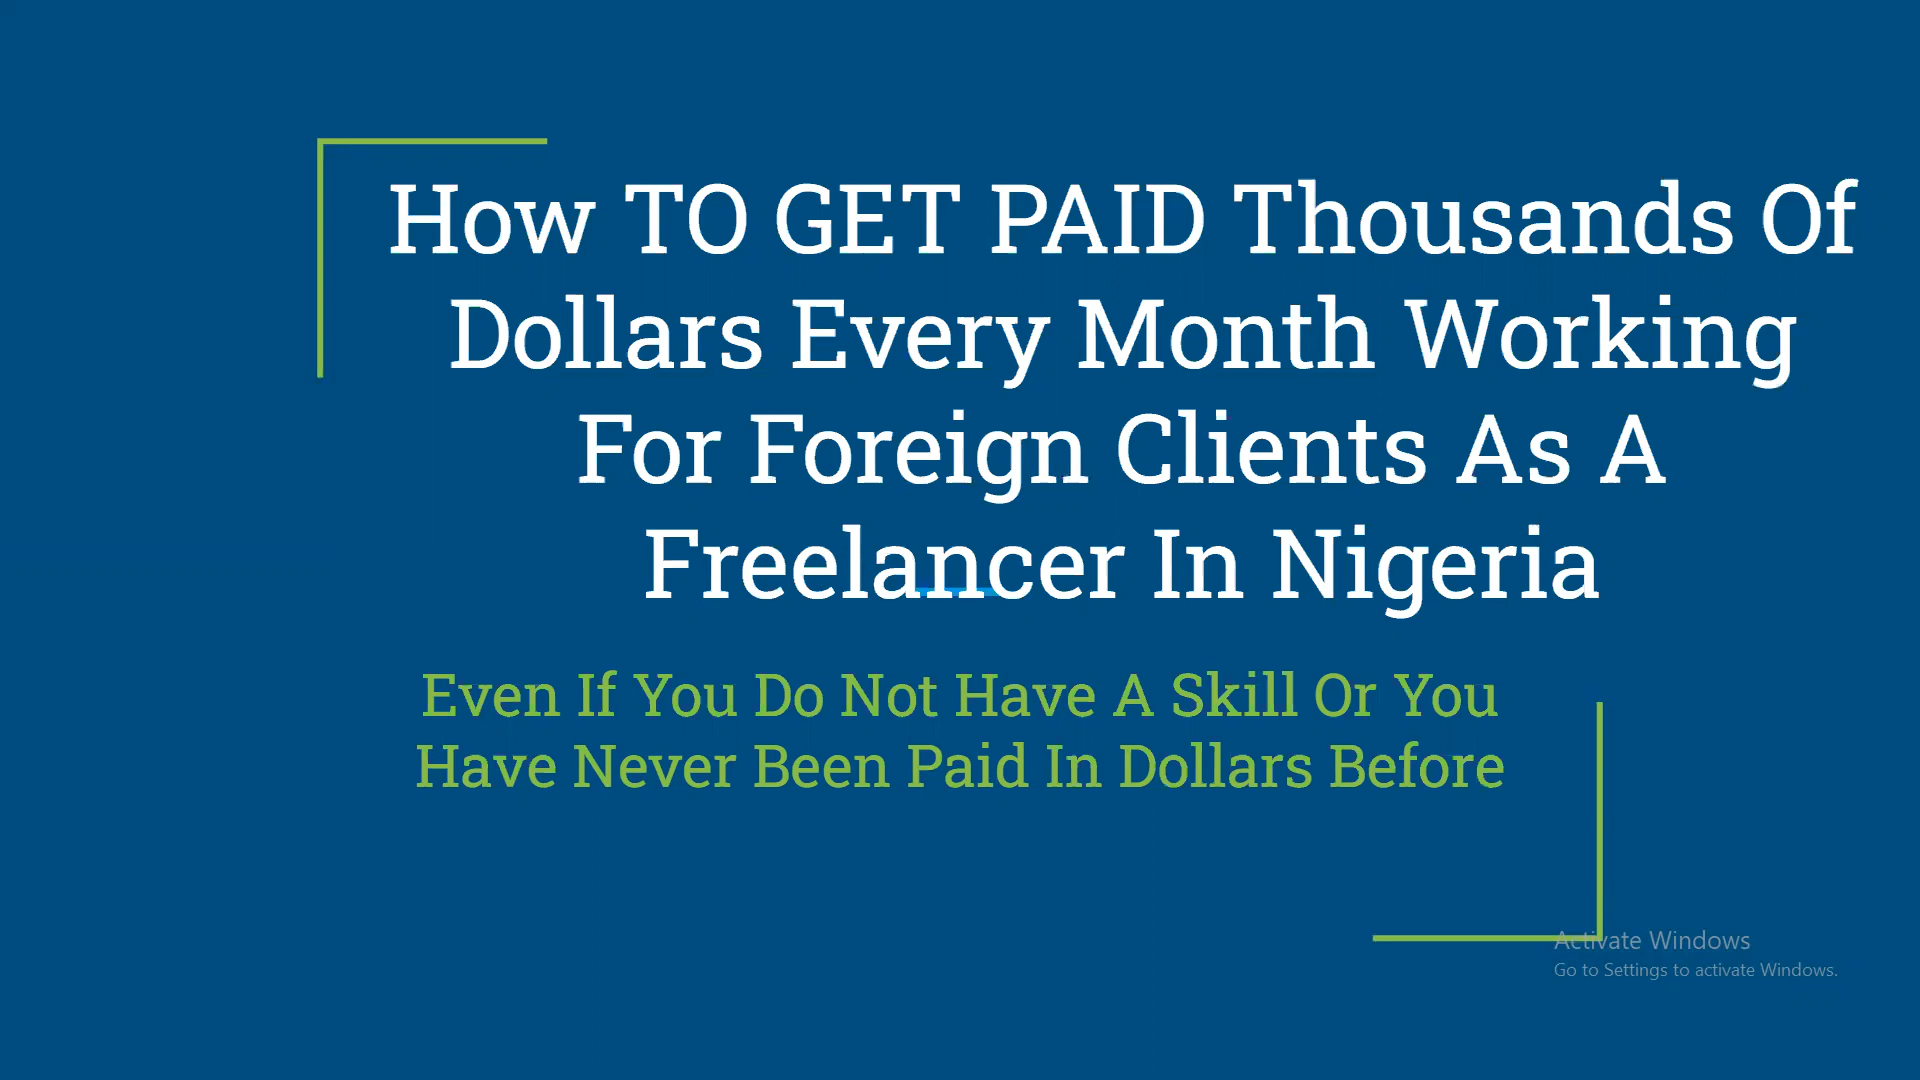 How TO GET PAID Thousands Of
Dollars Every Month Working
For Foreign Clients As A
Freelancer In Nigeria
Even If You Do Not Have A Skill Or You
Have Never Been Paid In Dollars Before
Activate Windows
Go to Settings to activate Windows.